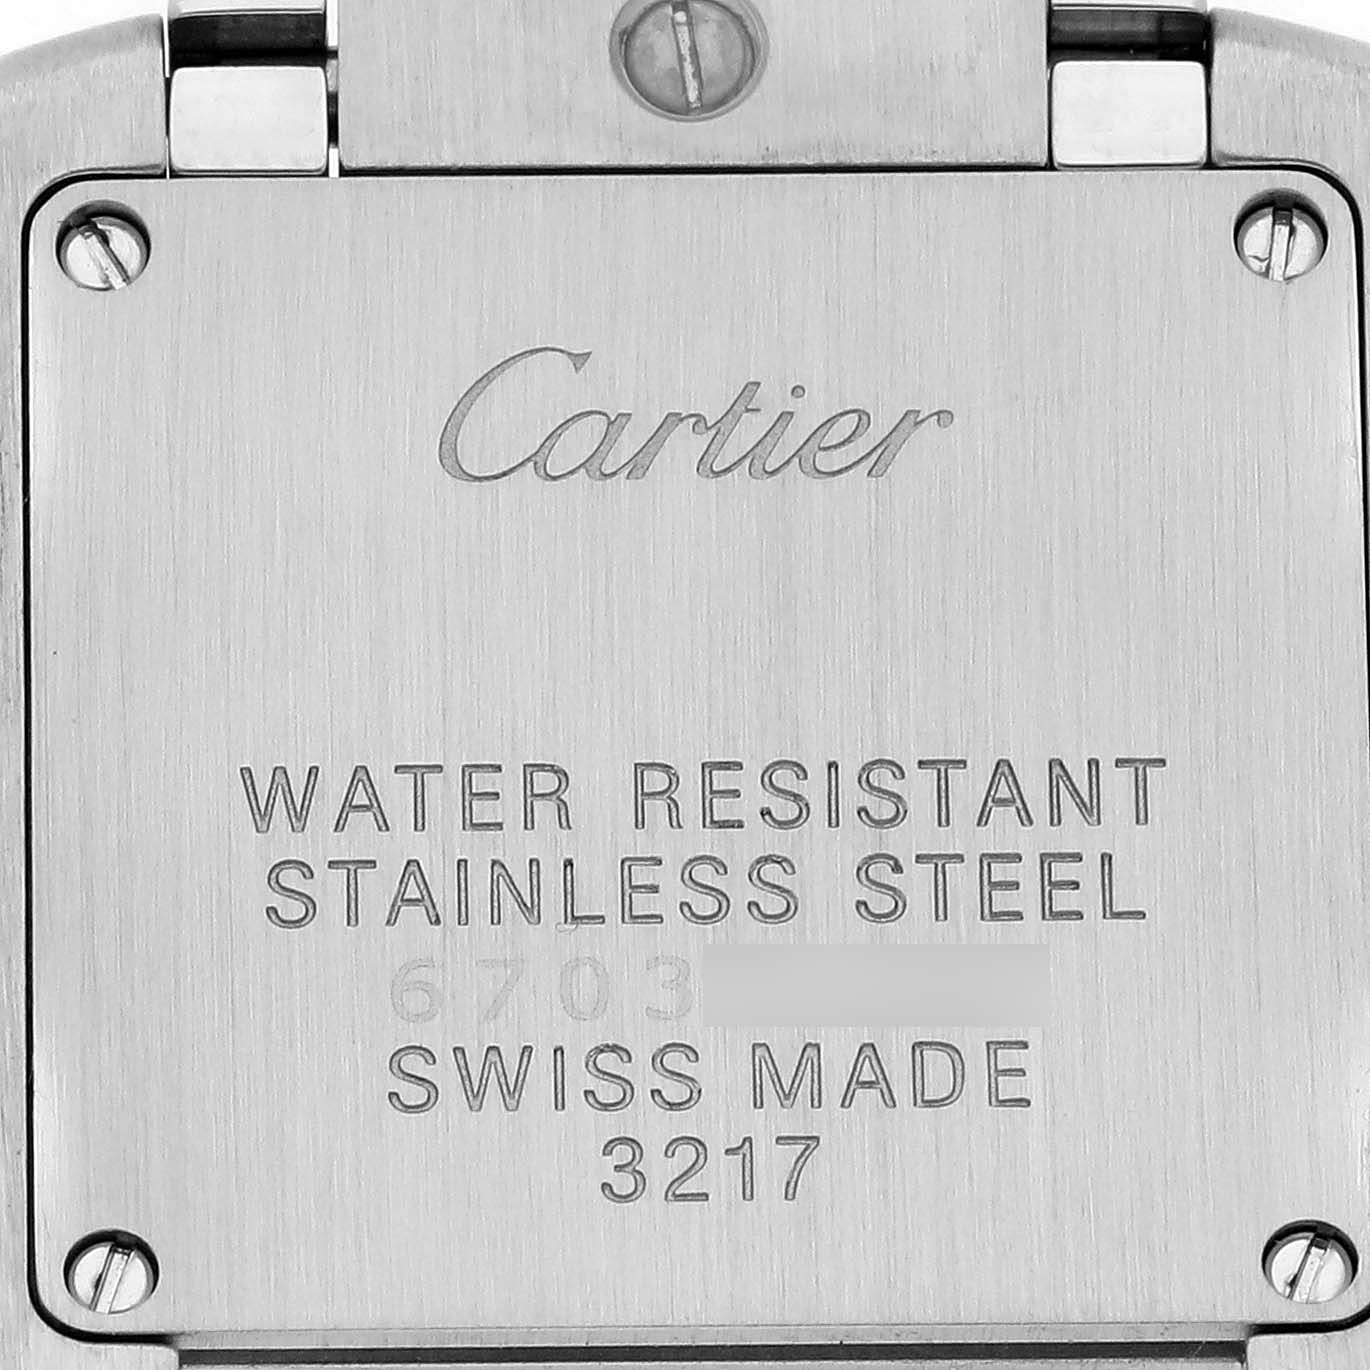 Cartier
WATER RESISTANT
STAINLESS STEEL
6703
SWISS MADE
3217